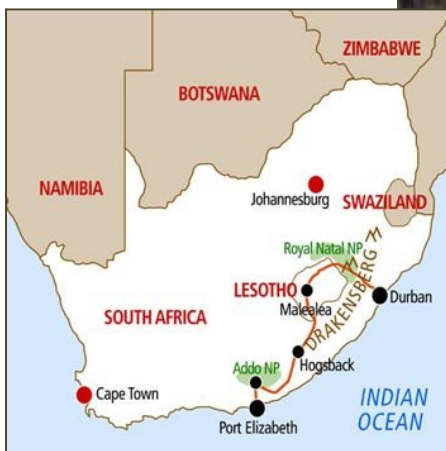 ZIMBABWE
BOTSWANA
NAMIBIA
Johannesburg
SWAZILAND
Royal Natal NP
DRAKENSBERG
LESOTHO
Malealea
Durban
SOUTH AFRICA
Hogsback
Addo NP
Cape Town
Port Elizabeth
INDIAN
OCEAN